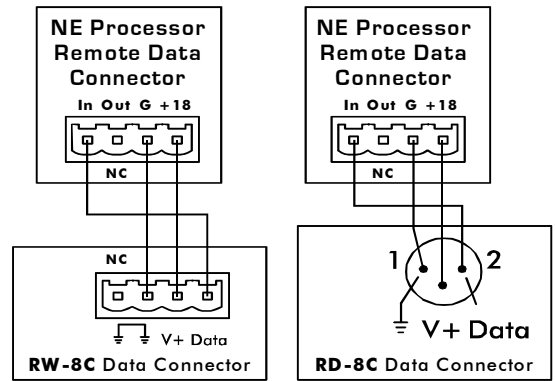 NE Processor
Remote Data
Connector
In Out G +18
NC
NC
V+ Data
RW-8C Data Connector
NE Processor
Remote Data
Connector
In Out G +18
NC
1 2
V+ Data
RD-8C Data Connector